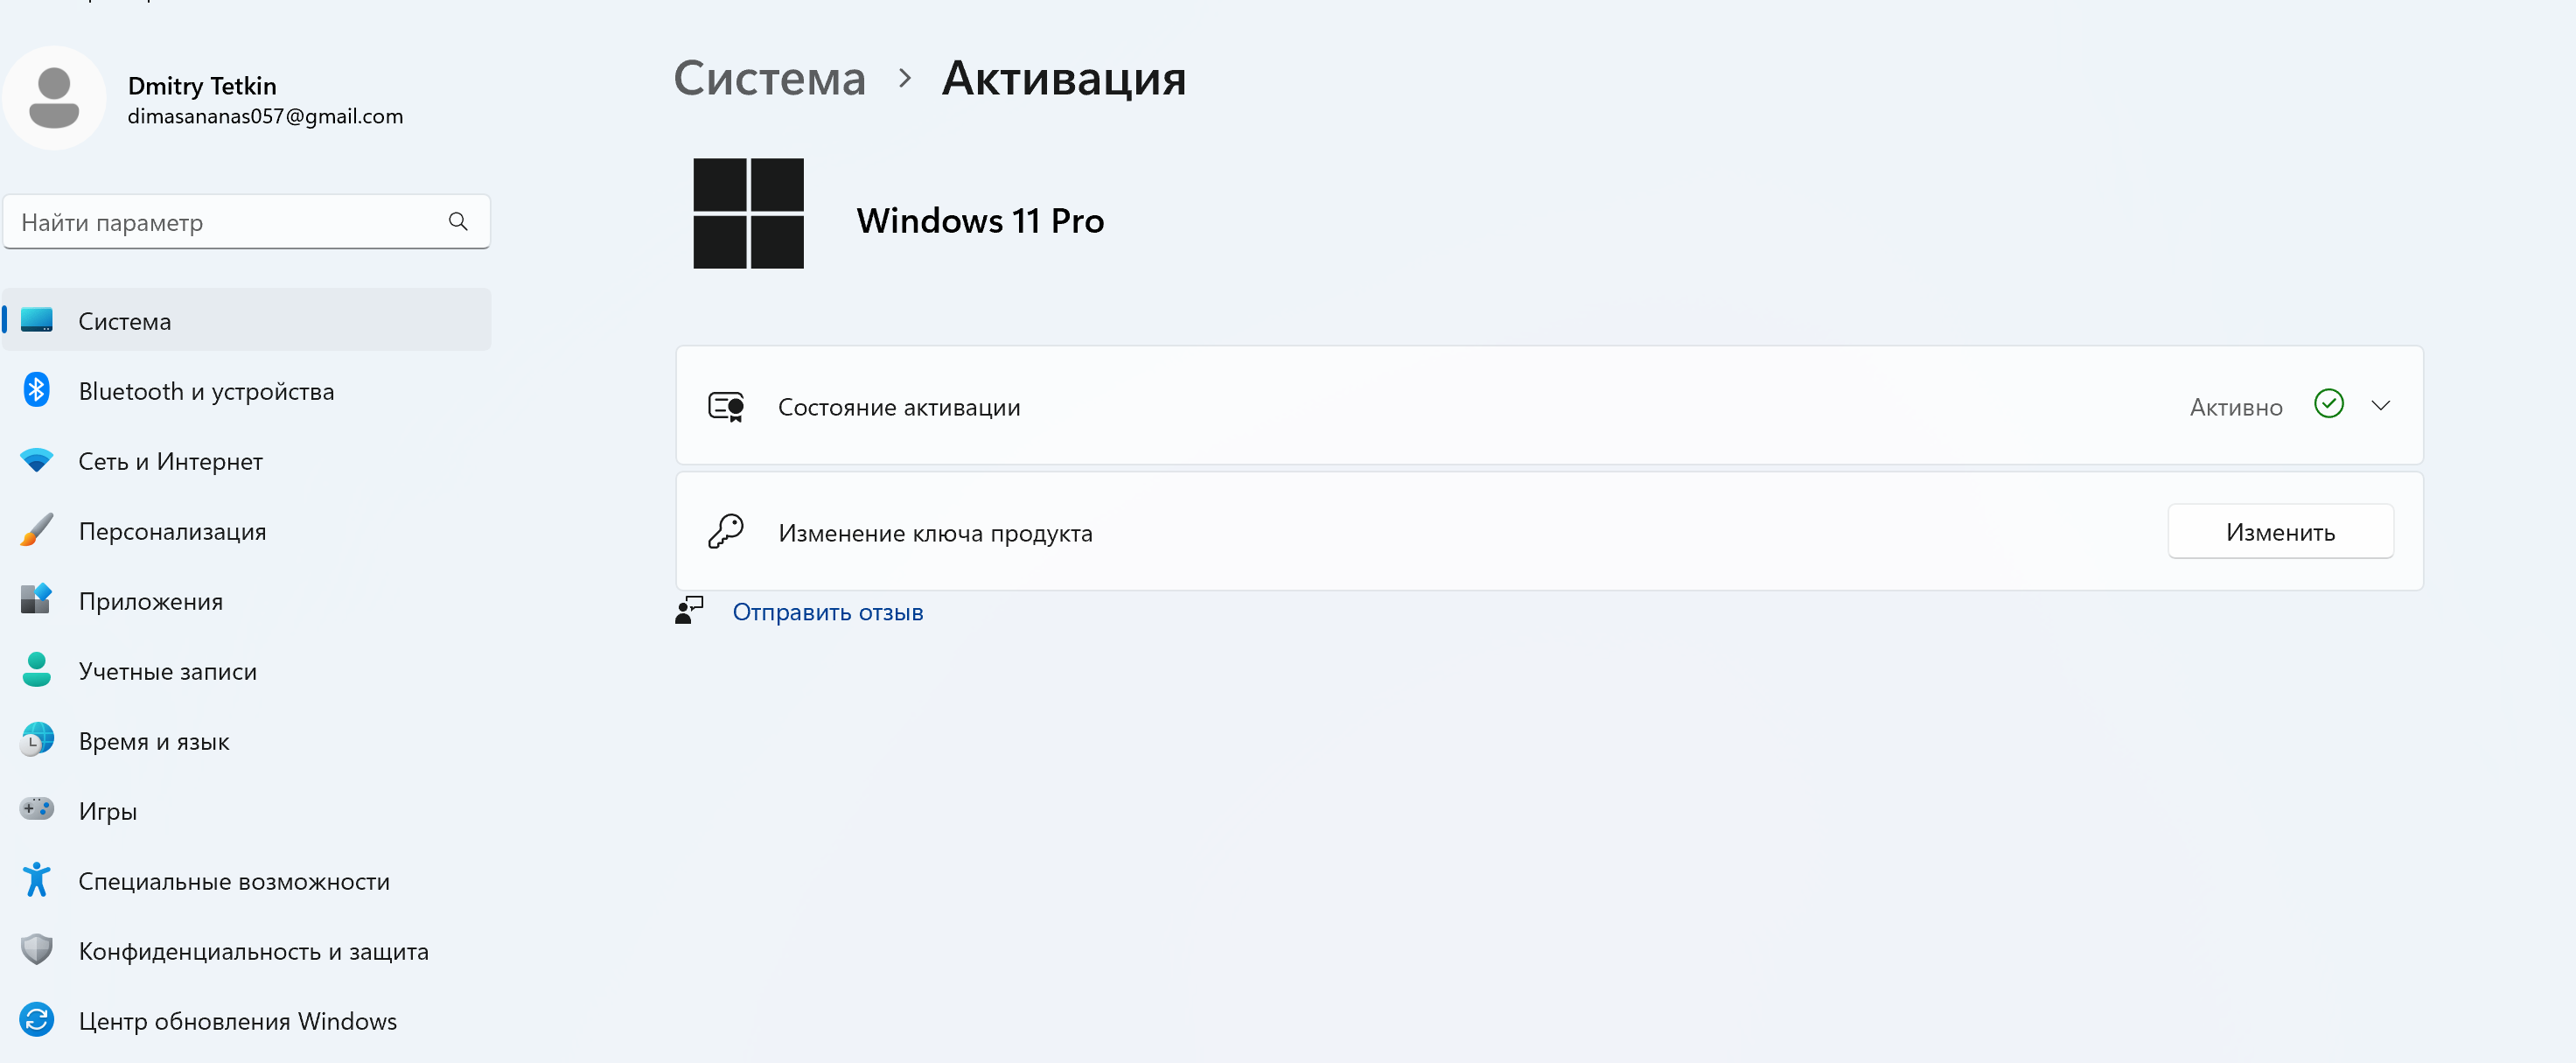 Dmitry Tetkin
dimasananas057@gmail.com
Найти параметр
Система
Bluetooth и устройства
Сеть и Интернет
Персонализация
Приложения
Учетные записи
Время и язык
Игры
Специальные возможности
Конфиденциальность и защита
Центр обновления Windows
Система > Активация
Windows 11 Pro
Состояние активации Активно
Изменение ключа продукта Изменить
Отправить отзыв